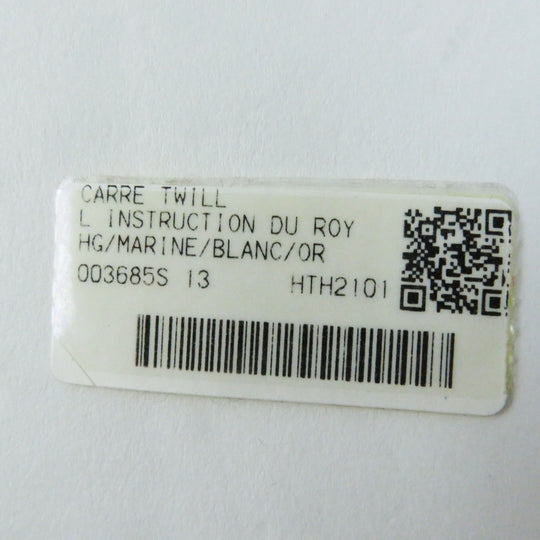 CARRE TWILL
L INSTRUCTION DU ROY
HG/MARINE/BLANC/OR
003685S 13 HTH2101